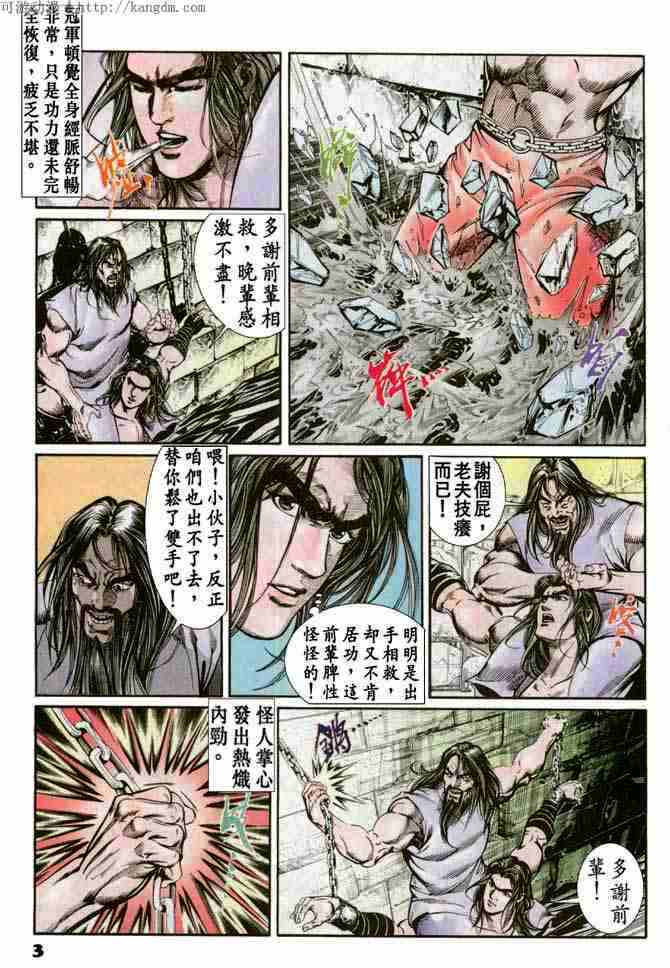 可游动漫 http://kangdm.com
冠軍頓覺全身經脈舒暢
非常，只是功力還未完
全恢復，疲乏不堪。
多謝前輩相
救，晚輩感
激不盡！
謝個屁，
老夫技癢
而已！
明明是出
手相救，
却又不肯
居功，這
前輩脾性
怪怪的！
喂！小伙子，反正
咱們也出不了去，
替你鬆了雙手吧！
怪人掌心
發出熱熾
內勁。
多謝前
輩！
3